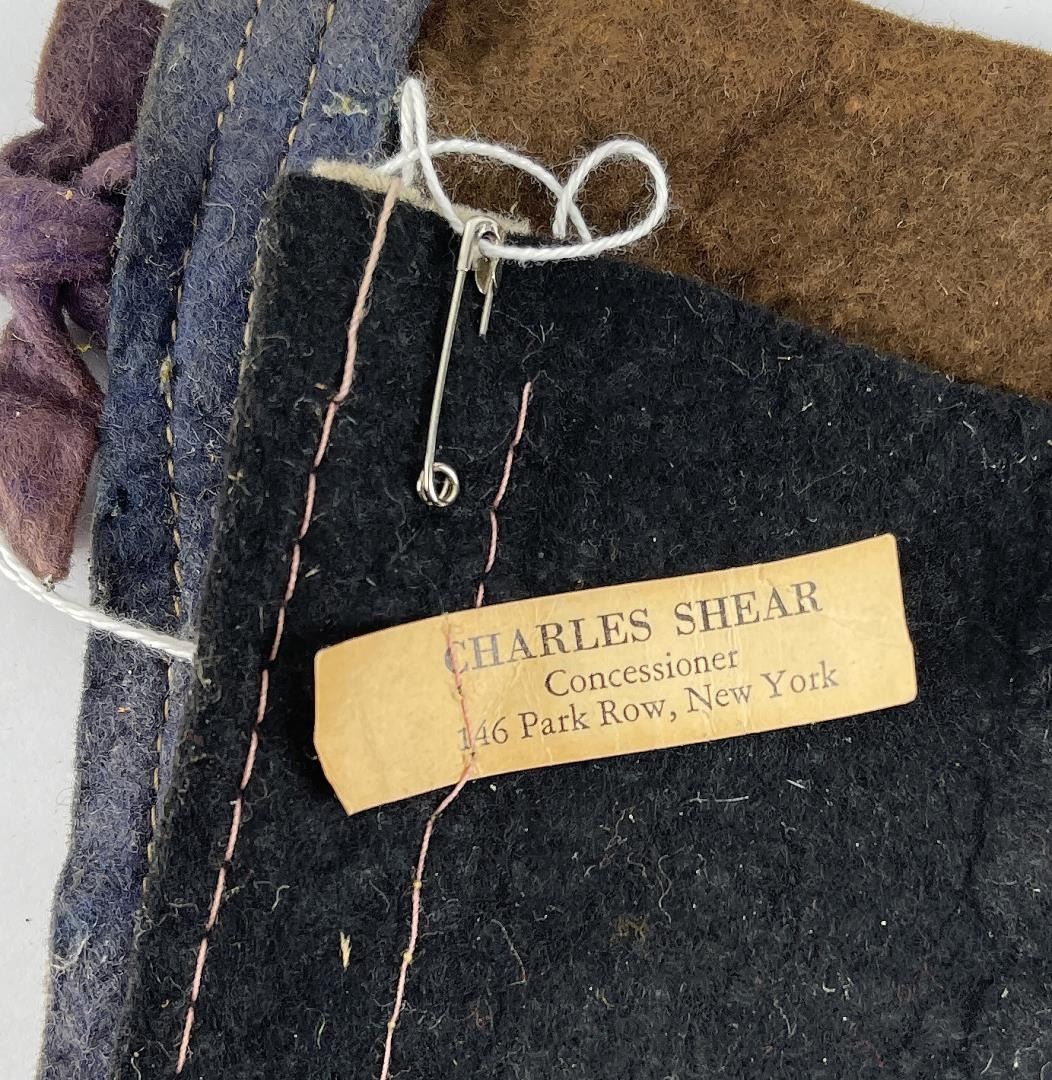 CHARLES SHEAR
Concessioner
146 Park Row, New York